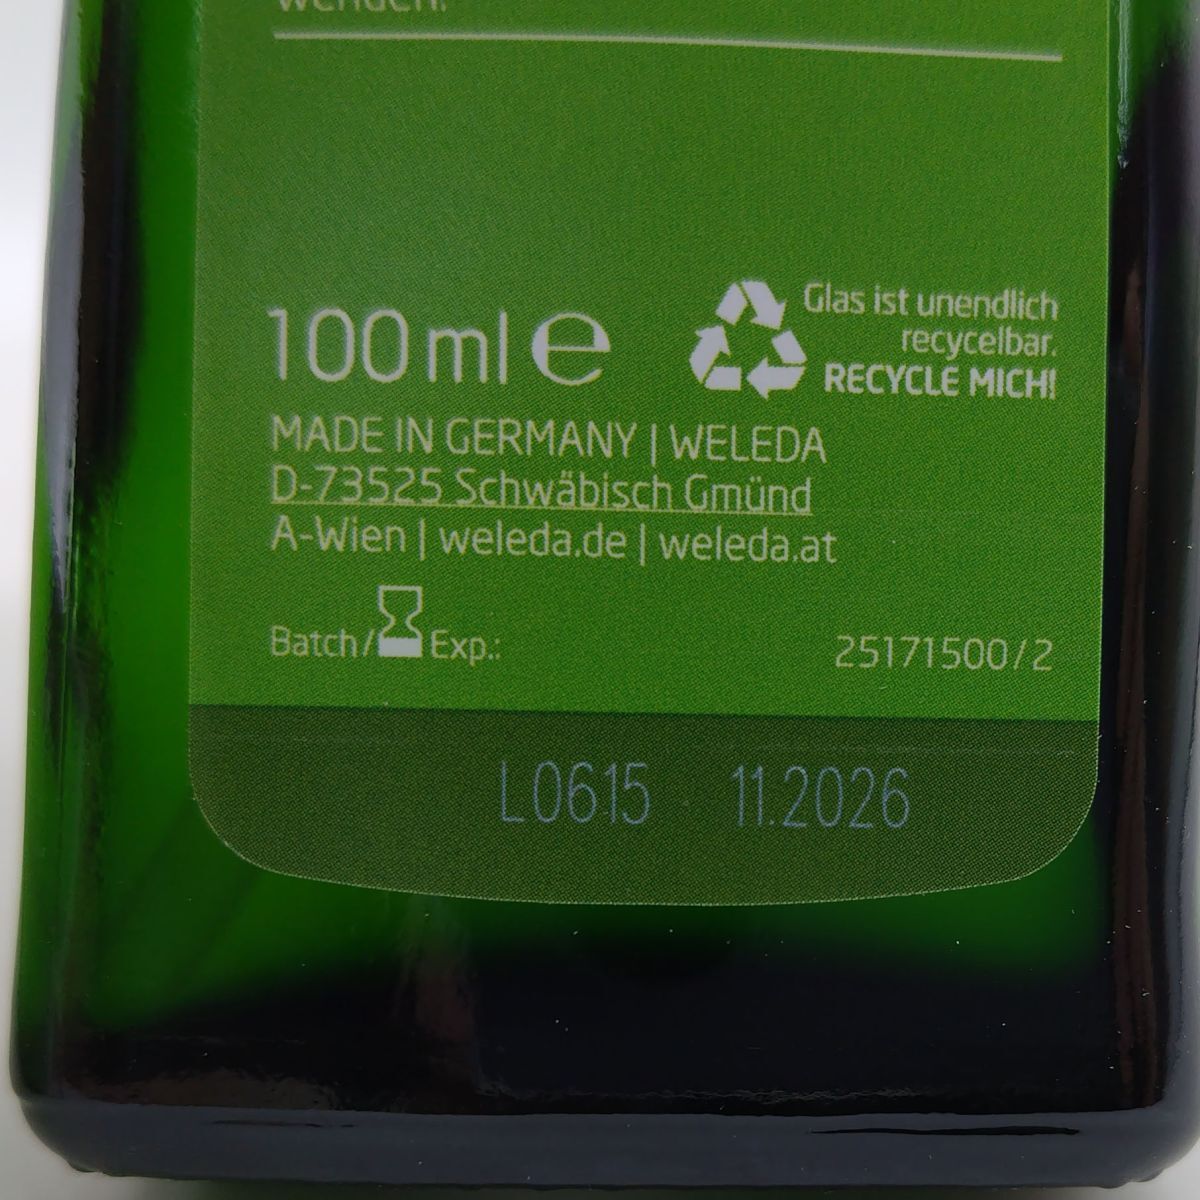 wenden.
100 ml ℮
Glas ist unendlich
recycelbar.
RECYCLE MICH!
MADE IN GERMANY | WELEDA
D-73525 Schwäbisch Gmünd
A-Wien | weleda.de | weleda.at
Batch/ Exp.: 25171500/2
L0615 11.2026